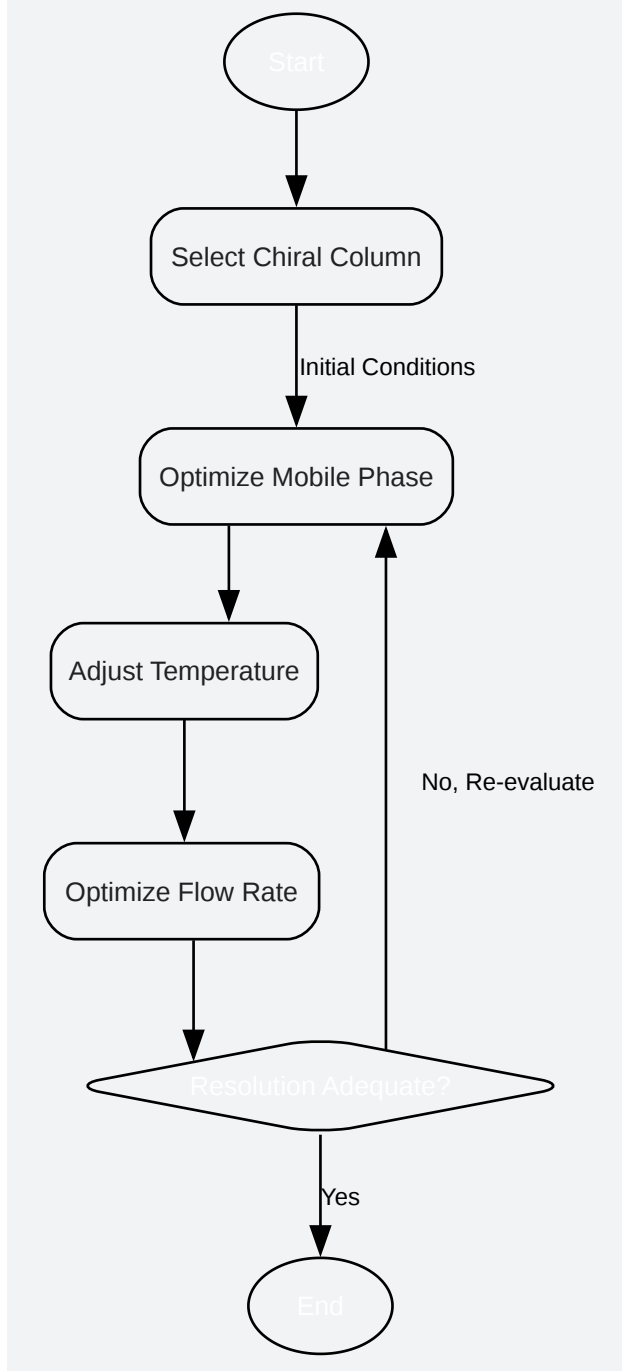 Start
Select Chiral Column
Initial Conditions
Optimize Mobile Phase
Adjust Temperature
No, Re-evaluate
Optimize Flow Rate
Resolution Adequate?
Yes
End